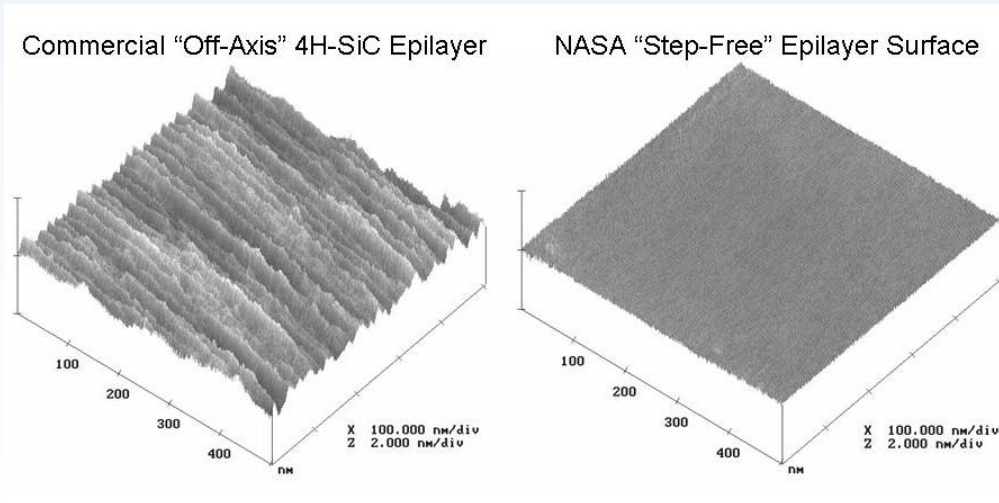 Commercial “Off-Axis” 4H-SiC Epilayer
100
200
300
400
nm
X 100.000 nm/div
Z 2.000 nm/div
NASA “Step-Free” Epilayer Surface
100
200
300
400
nm
X 100.000 nm/div
Z 2.000 nm/div